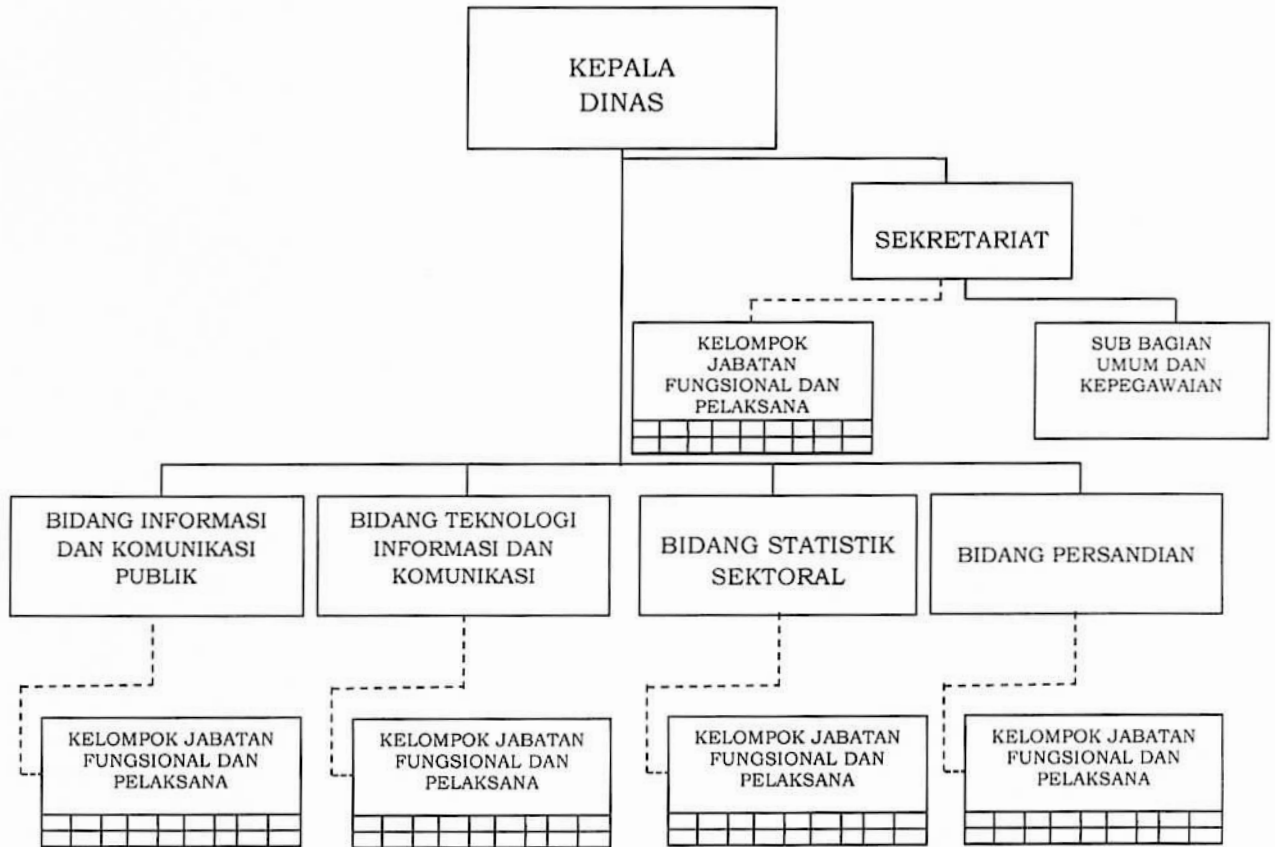 KEPALA
DINAS
SEKRETARIAT
KELOMPOK
JABATAN
FUNGSIONAL DAN
PELAKSANA
SUB BAGIAN
UMUM DAN
KEPEGAWAIAN
BIDANG INFORMASI
DAN KOMUNIKASI
PUBLIK
BIDANG TEKNOLOGI
INFORMASI DAN
KOMUNIKASI
BIDANG STATISTIK
SEKTORAL
BIDANG PERSANDIAN
KELOMPOK JABATAN
FUNGSIONAL DAN
PELAKSANA
KELOMPOK JABATAN
FUNGSIONAL DAN
PELAKSANA
KELOMPOK JABATAN
FUNGSIONAL DAN
PELAKSANA
KELOMPOK JABATAN
FUNGSIONAL DAN
PELAKSANA